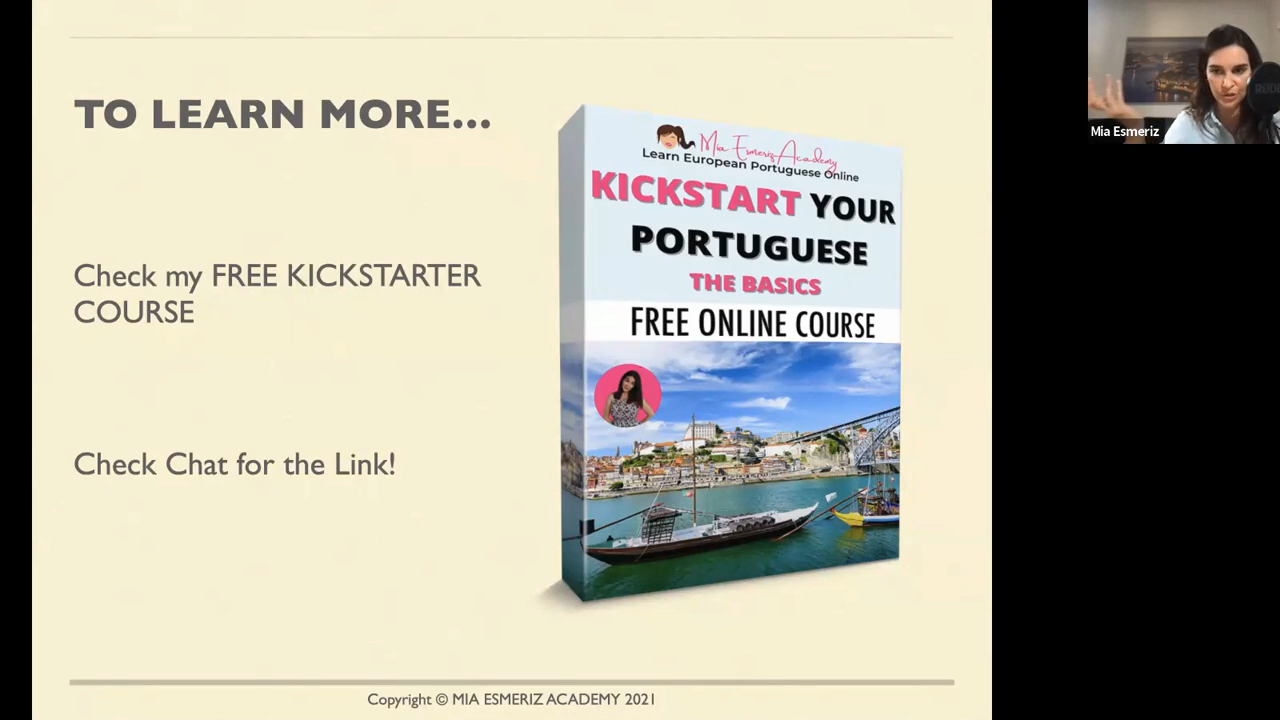 TO LEARN MORE...
Check my FREE KICKSTARTER
COURSE
Check Chat for the Link!
Mia Esmeriz Academy
Learn European Portuguese Online
KICKSTART YOUR
PORTUGUESE
THE BASICS
FREE ONLINE COURSE
Copyright © MIA ESMERIZ ACADEMY 2021
Mia Esmeriz
RØDE